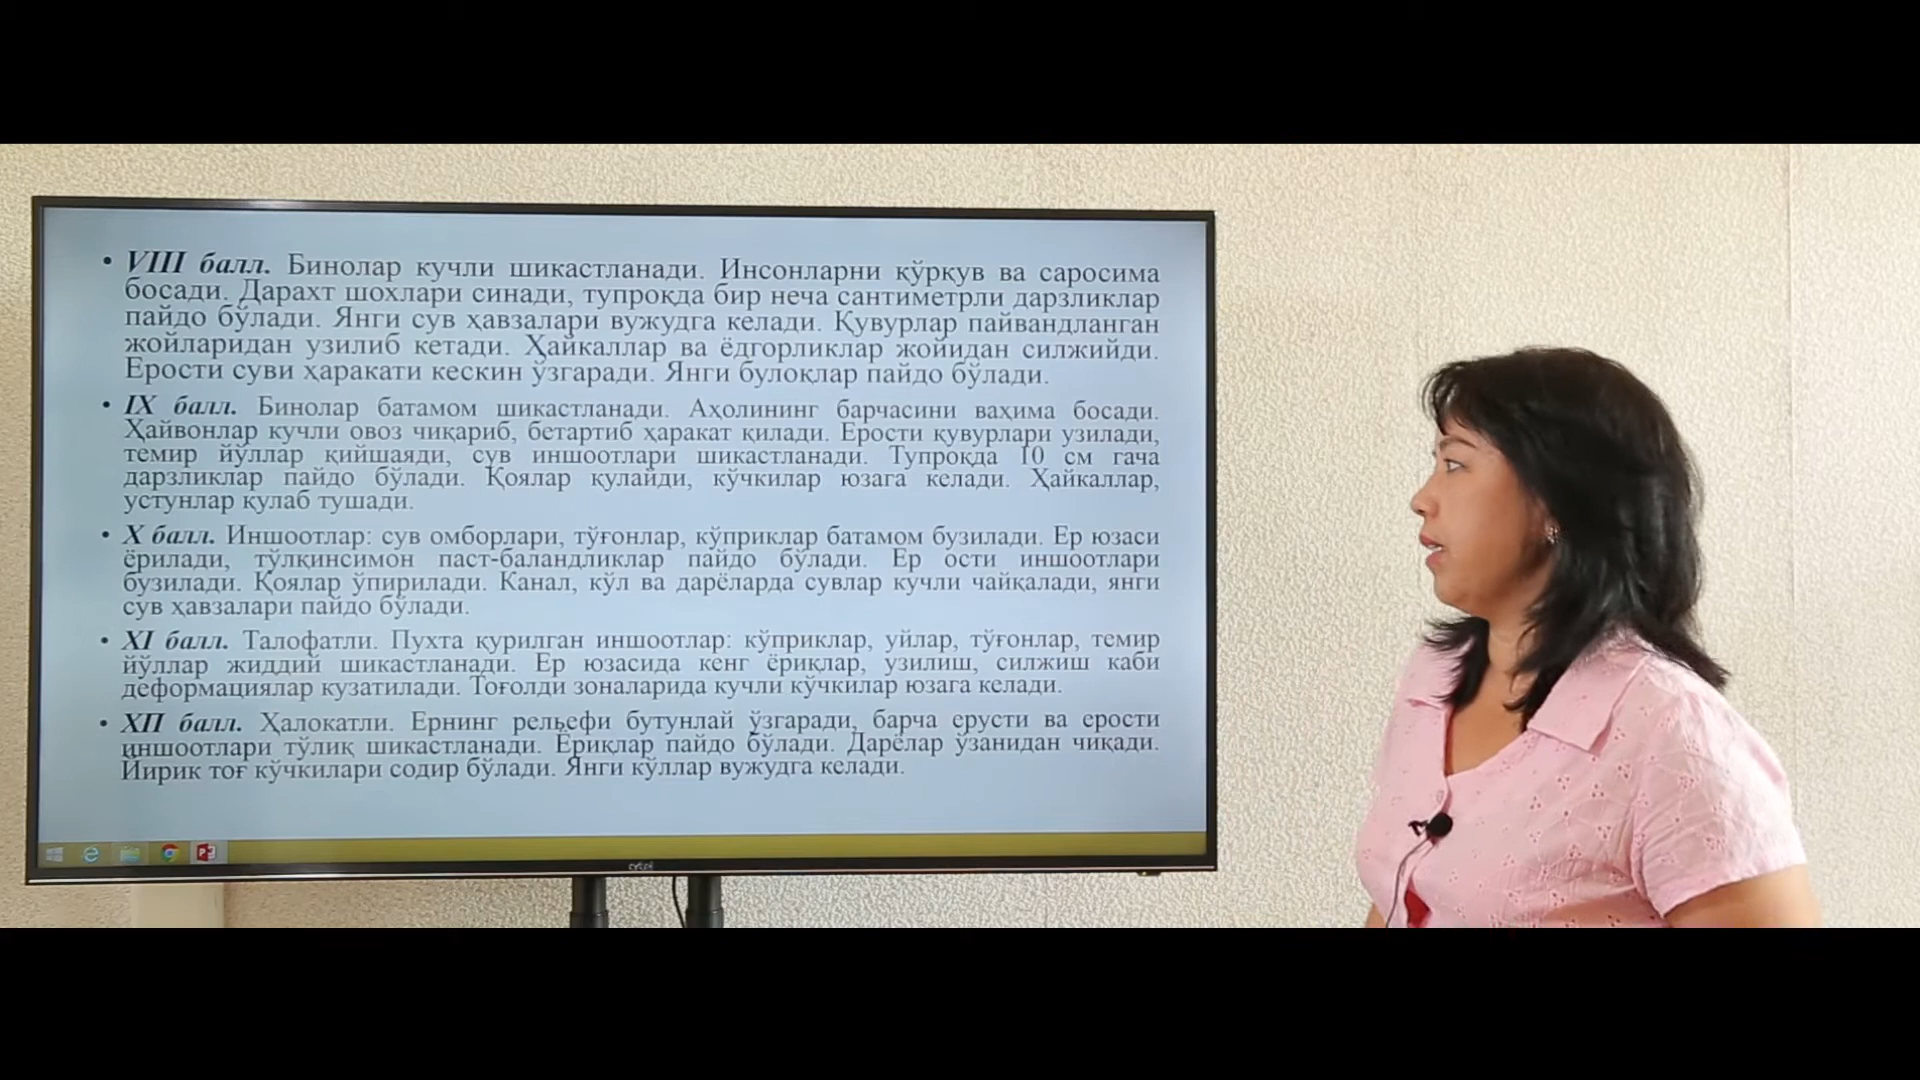 • VIII балл. Бинолар кучли шикастланади. Инсонларни қўрқув ва саросима
босади. Дарахт шохлари синади, тупроқда бир неча сантиметрли дарзликлар
пайдо бўлади. Янги сув ҳавзалари вужудга келади. Қувурлар пайвандланган
жойларидан узилиб кетади. Ҳайкаллар ва ёдгорликлар жойидан силжийди.
Ерости суви ҳаракати кескин ўзгаради. Янги булоқлар пайдо бўлади.
• IX балл. Бинолар батамом шикастланади. Аҳолининг барчасини ваҳима босади.
Ҳайвонлар кучли овоз чиқариб, бетартиб ҳаракат қилади. Ерости қувурлари узилади,
темир йўллар қийшаяди, сув иншоотлари шикастланади. Тупроқда 10 см гача
дарзликлар пайдо бўлади. Қоялар қулайди, кўчкилар юзага келади. Ҳайкаллар,
устунлар қулаб тушади.
• X балл. Иншоотлар: сув омборлари, тўғонлар, кўприклар батамом бузилади. Ер юзаси
ёрилади, тўлқинсимон паст-баландликлар пайдо бўлади. Ер ости иншоотлари
бузилади. Қоялар ўпирилади. Канал, кўл ва дарёларда сувлар кучли чайқалади, янги
сув ҳавзалари пайдо бўлади.
• XI балл. Талофатли. Пухта қурилган иншоотлар: кўприклар, уйлар, тўғонлар, темир
йўллар жиддий шикастланади. Ер юзасида кенг ёриқлар, узилиш, силжиш каби
деформациялар кузатилади. Тоғолди зоналарида кучли кўчкилар юзага келади.
• ХП балл. Ҳалокатли. Ернинг рельефи бутунлай ўзгаради, барча ерусти ва ерости
иншоотлари тўлиқ шикастланади. Ёриқлар пайдо бўлади. Дарёлар ўзанидан чиқади.
Йирик тоғ кўчкилари содир бўлади. Янги кўллар вужудга келади.